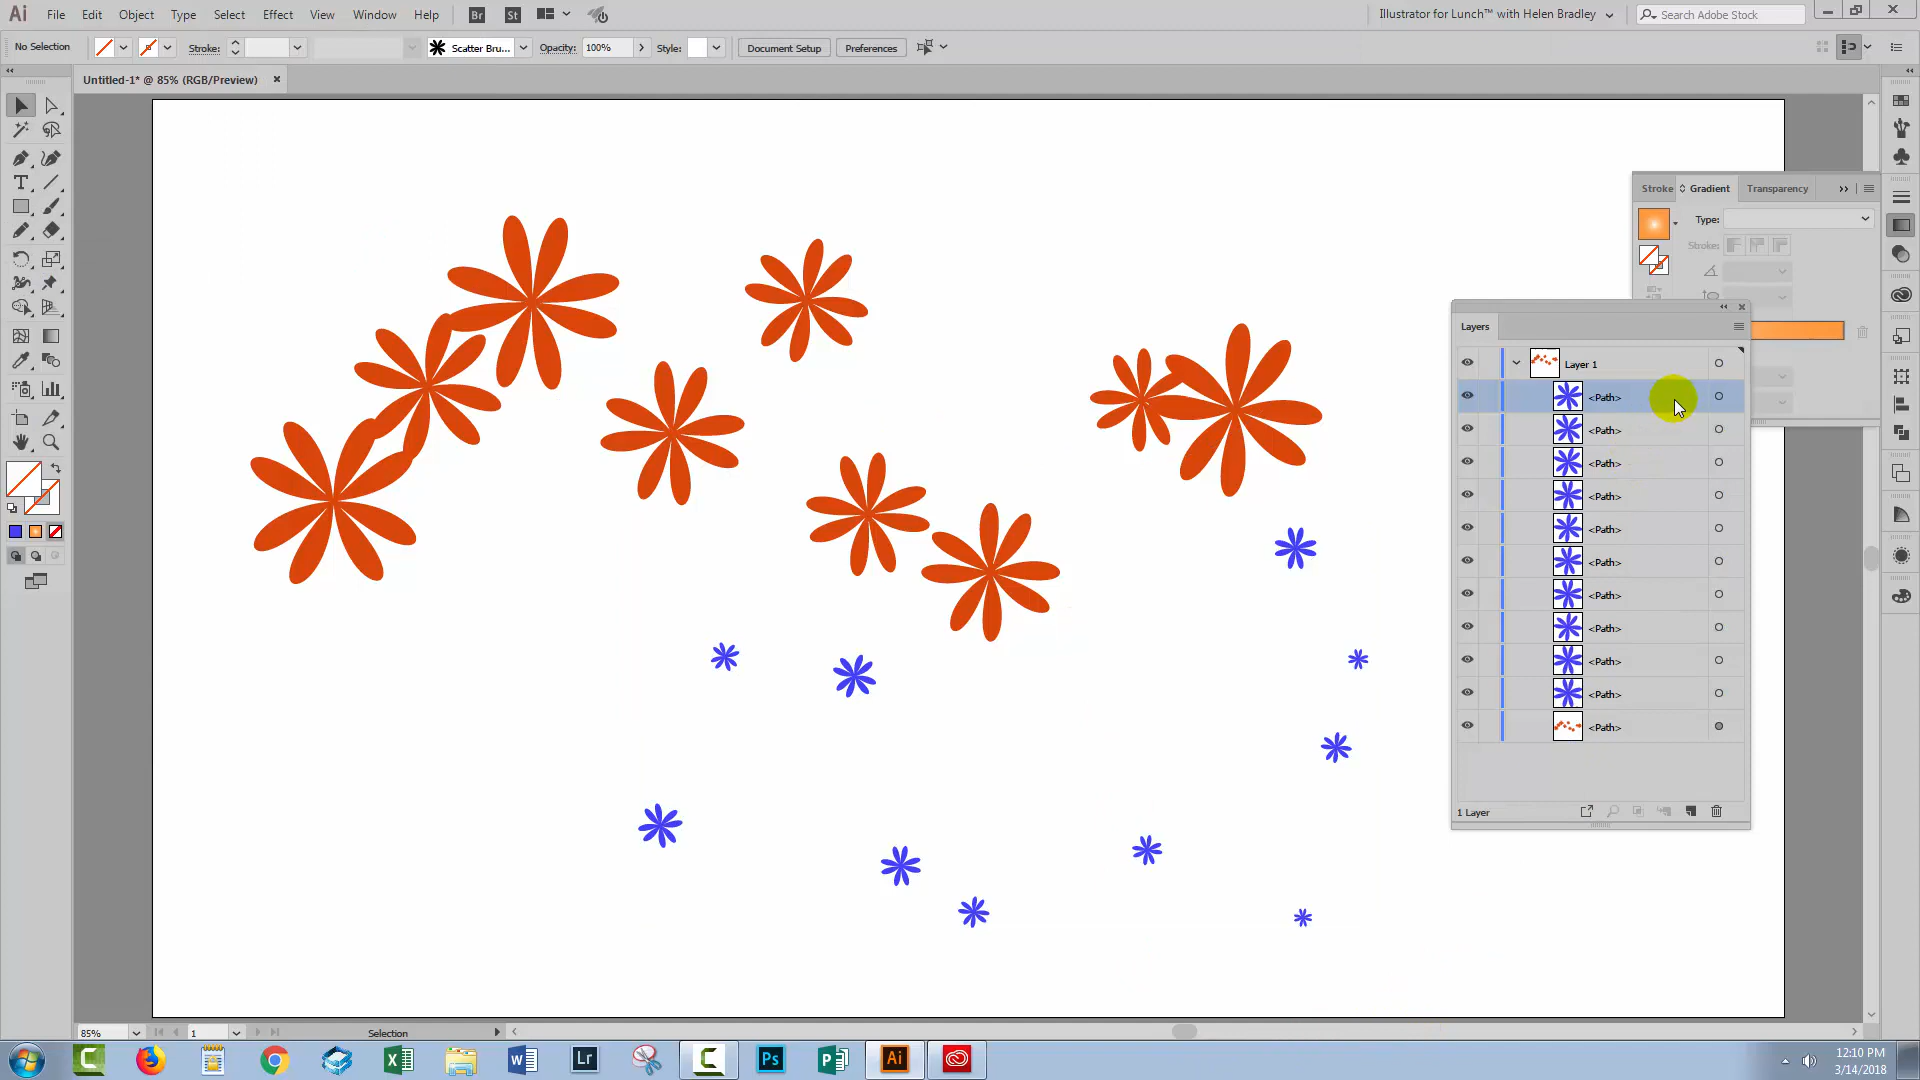 Ai File Edit Object Type Select Effect View Window Help Br St Illustrator for Lunch™ with Helen Bradley Search Adobe Stock
No Selection Stroke: Scatter Bru... Opacity: 100% Style: Document Setup Preferences
Untitled-1* @ 85% (RGB/Preview)
Stroke Gradient Transparency
Type:
Stroke:
Layers
Layer 1
<Path>
<Path>
<Path>
<Path>
<Path>
<Path>
<Path>
<Path>
<Path>
<Path>
<Path>
1 Layer
85% 1 Selection
C X W Lr C Ps P Ai
12:10 PM
3/14/2018